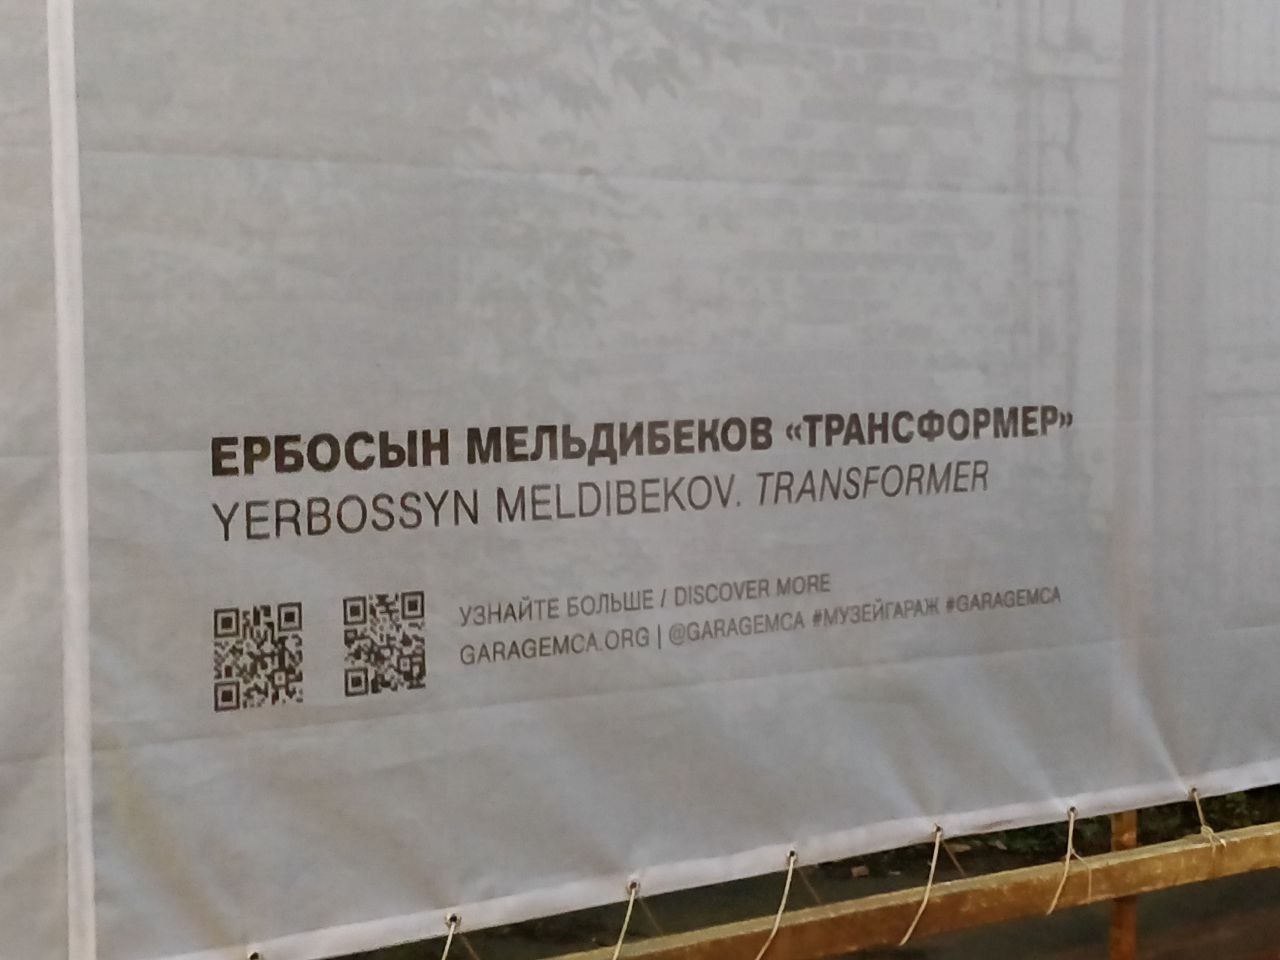 ЕРБОСЫН МЕЛЬДИБЕКОВ «ТРАНСФОРМЕР»
YERBOSSYN MELDIBEKOV. TRANSFORMER
УЗНАЙТЕ БОЛЬШЕ / DISCOVER MORE
GARAGEMCA.ORG | @GARAGEMCA #МУЗЕЙГАРАЖ #GARAGEMCA